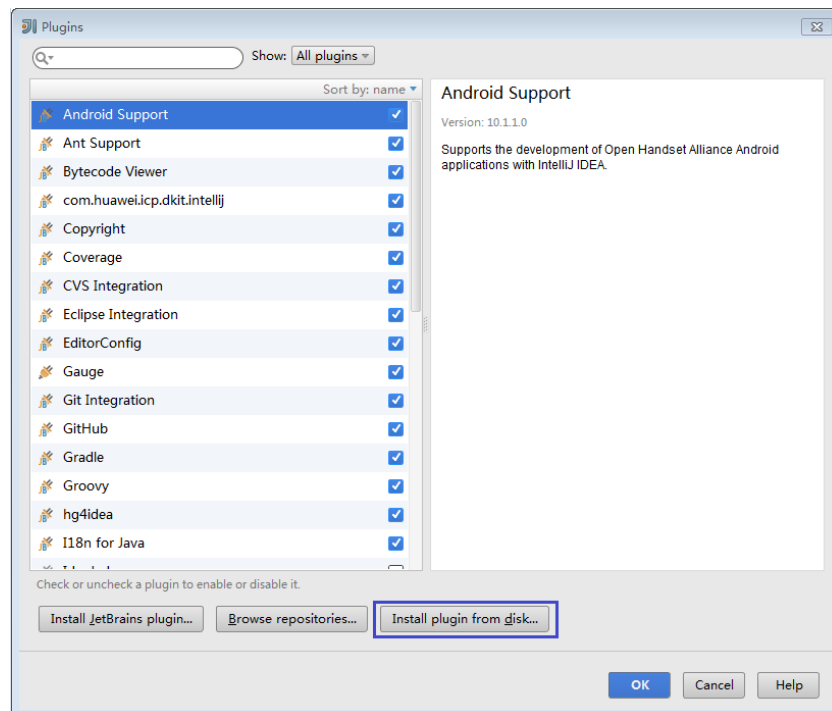 Plugins
Show: All plugins
Sort by: name
Android Support
Ant Support
Bytecode Viewer
com.huawei.icp.dkit.intellij
Copyright
Coverage
CVS Integration
Eclipse Integration
EditorConfig
Gauge
Git Integration
GitHub
Gradle
Groovy
hg4idea
I18n for Java
Check or uncheck a plugin to enable or disable it.
Install JetBrains plugin... Browse repositories... Install plugin from disk...
Android Support
Version: 10.1.1.0
Supports the development of Open Handset Alliance Android
applications with IntelliJ IDEA.
OK Cancel Help